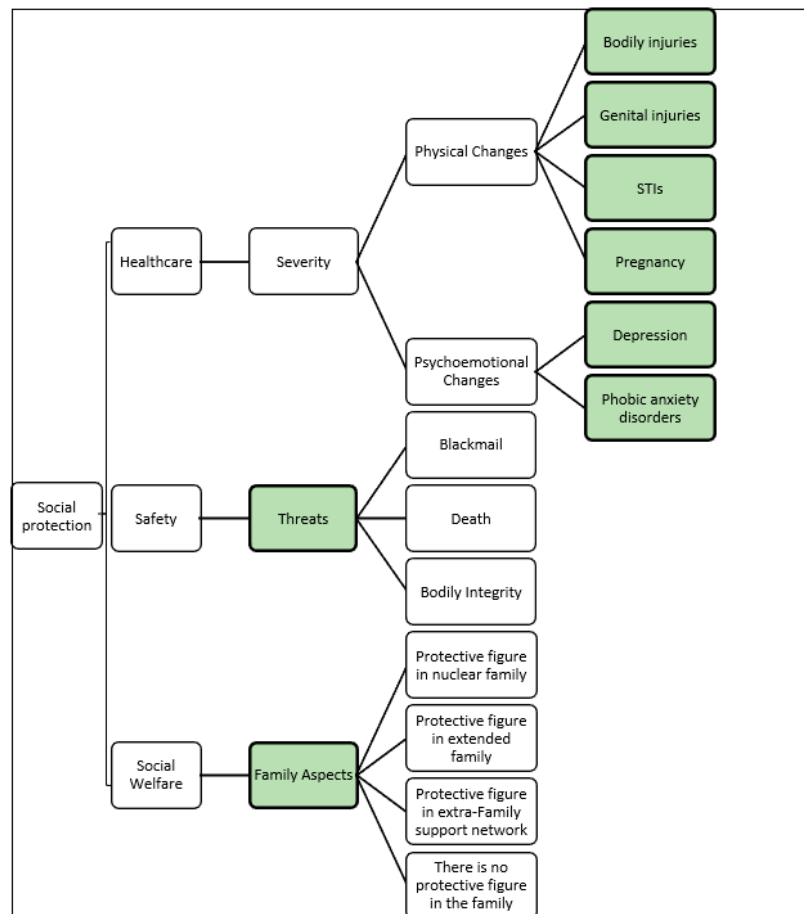 Bodily injuries
Genital injuries
Physical Changes
STIs
Healthcare
Severity
Pregnancy
Depression
Psychoemotional
Changes
Phobic anxiety
disorders
Blackmail
Social
protection
Safety
Threats
Death
Bodily Integrity
Protective figure
in nuclear family
Protective figure
in extended
family
Social
Welfare
Family Aspects
Protective figure
in extra-Family
support network
There is no
protective figure
in the family